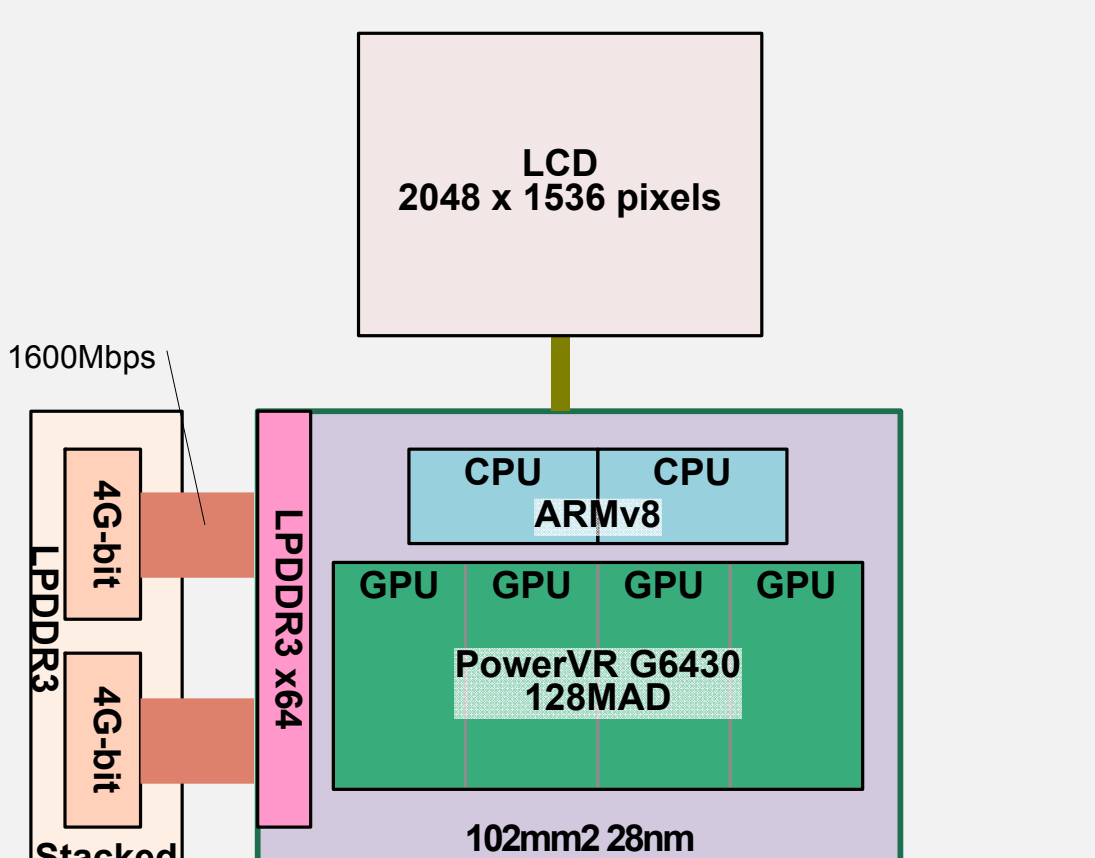 LCD
2048 x 1536 pixels
1600Mbps
LPDDR3
4G-bit
4G-bit
Stacked
LPDDR3 x64
CPU
CPU
ARMv8
GPU
GPU
GPU
GPU
PowerVR G6430
128MAD
102mm2 28nm